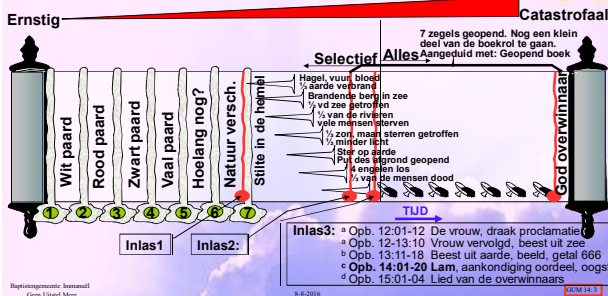 Ernstig
Catastrofaal
7 zegels geopend. Nog een klein
deel van de boekrol te gaan.
Aangeduid met: Geopend boek
Selectief
Alles
Wit paard
Rood paard
Zwart paard
Vaal paard
Hoelang nog?
Natuur versch.
Stilte in de hemel
Hagel, vuur, bloed
⅓ aarde verbrand
Brandende berg in zee
⅓ vd zee getroffen
⅓ van de rivieren
vele mensen sterven
⅓ zon, maan sterren getroffen
⅓ minder licht
Ster op aarde
Put des afgrond geopend
4 engelen los
⅓ van de mensen dood
God overwinnaar
1 2 3 4 5 6 7
TIJD
Inlas1
Inlas2:
Inlas3: a Opb. 12:01-12 De vrouw, draak proclamatie
a Opb. 12-13:10 Vrouw vervolgd, beest uit zee
b Opb. 13:11-18 Beest uit aarde, beeld, getal 666
c Opb. 14:01-20 Lam, aankondiging oordeel, oogst
d Opb. 15:01-04 Lied van de overwinnaars
Baptistengemeente Immanuël
Geen Uitstel Meer
8-8-2016
GUM 14: 3